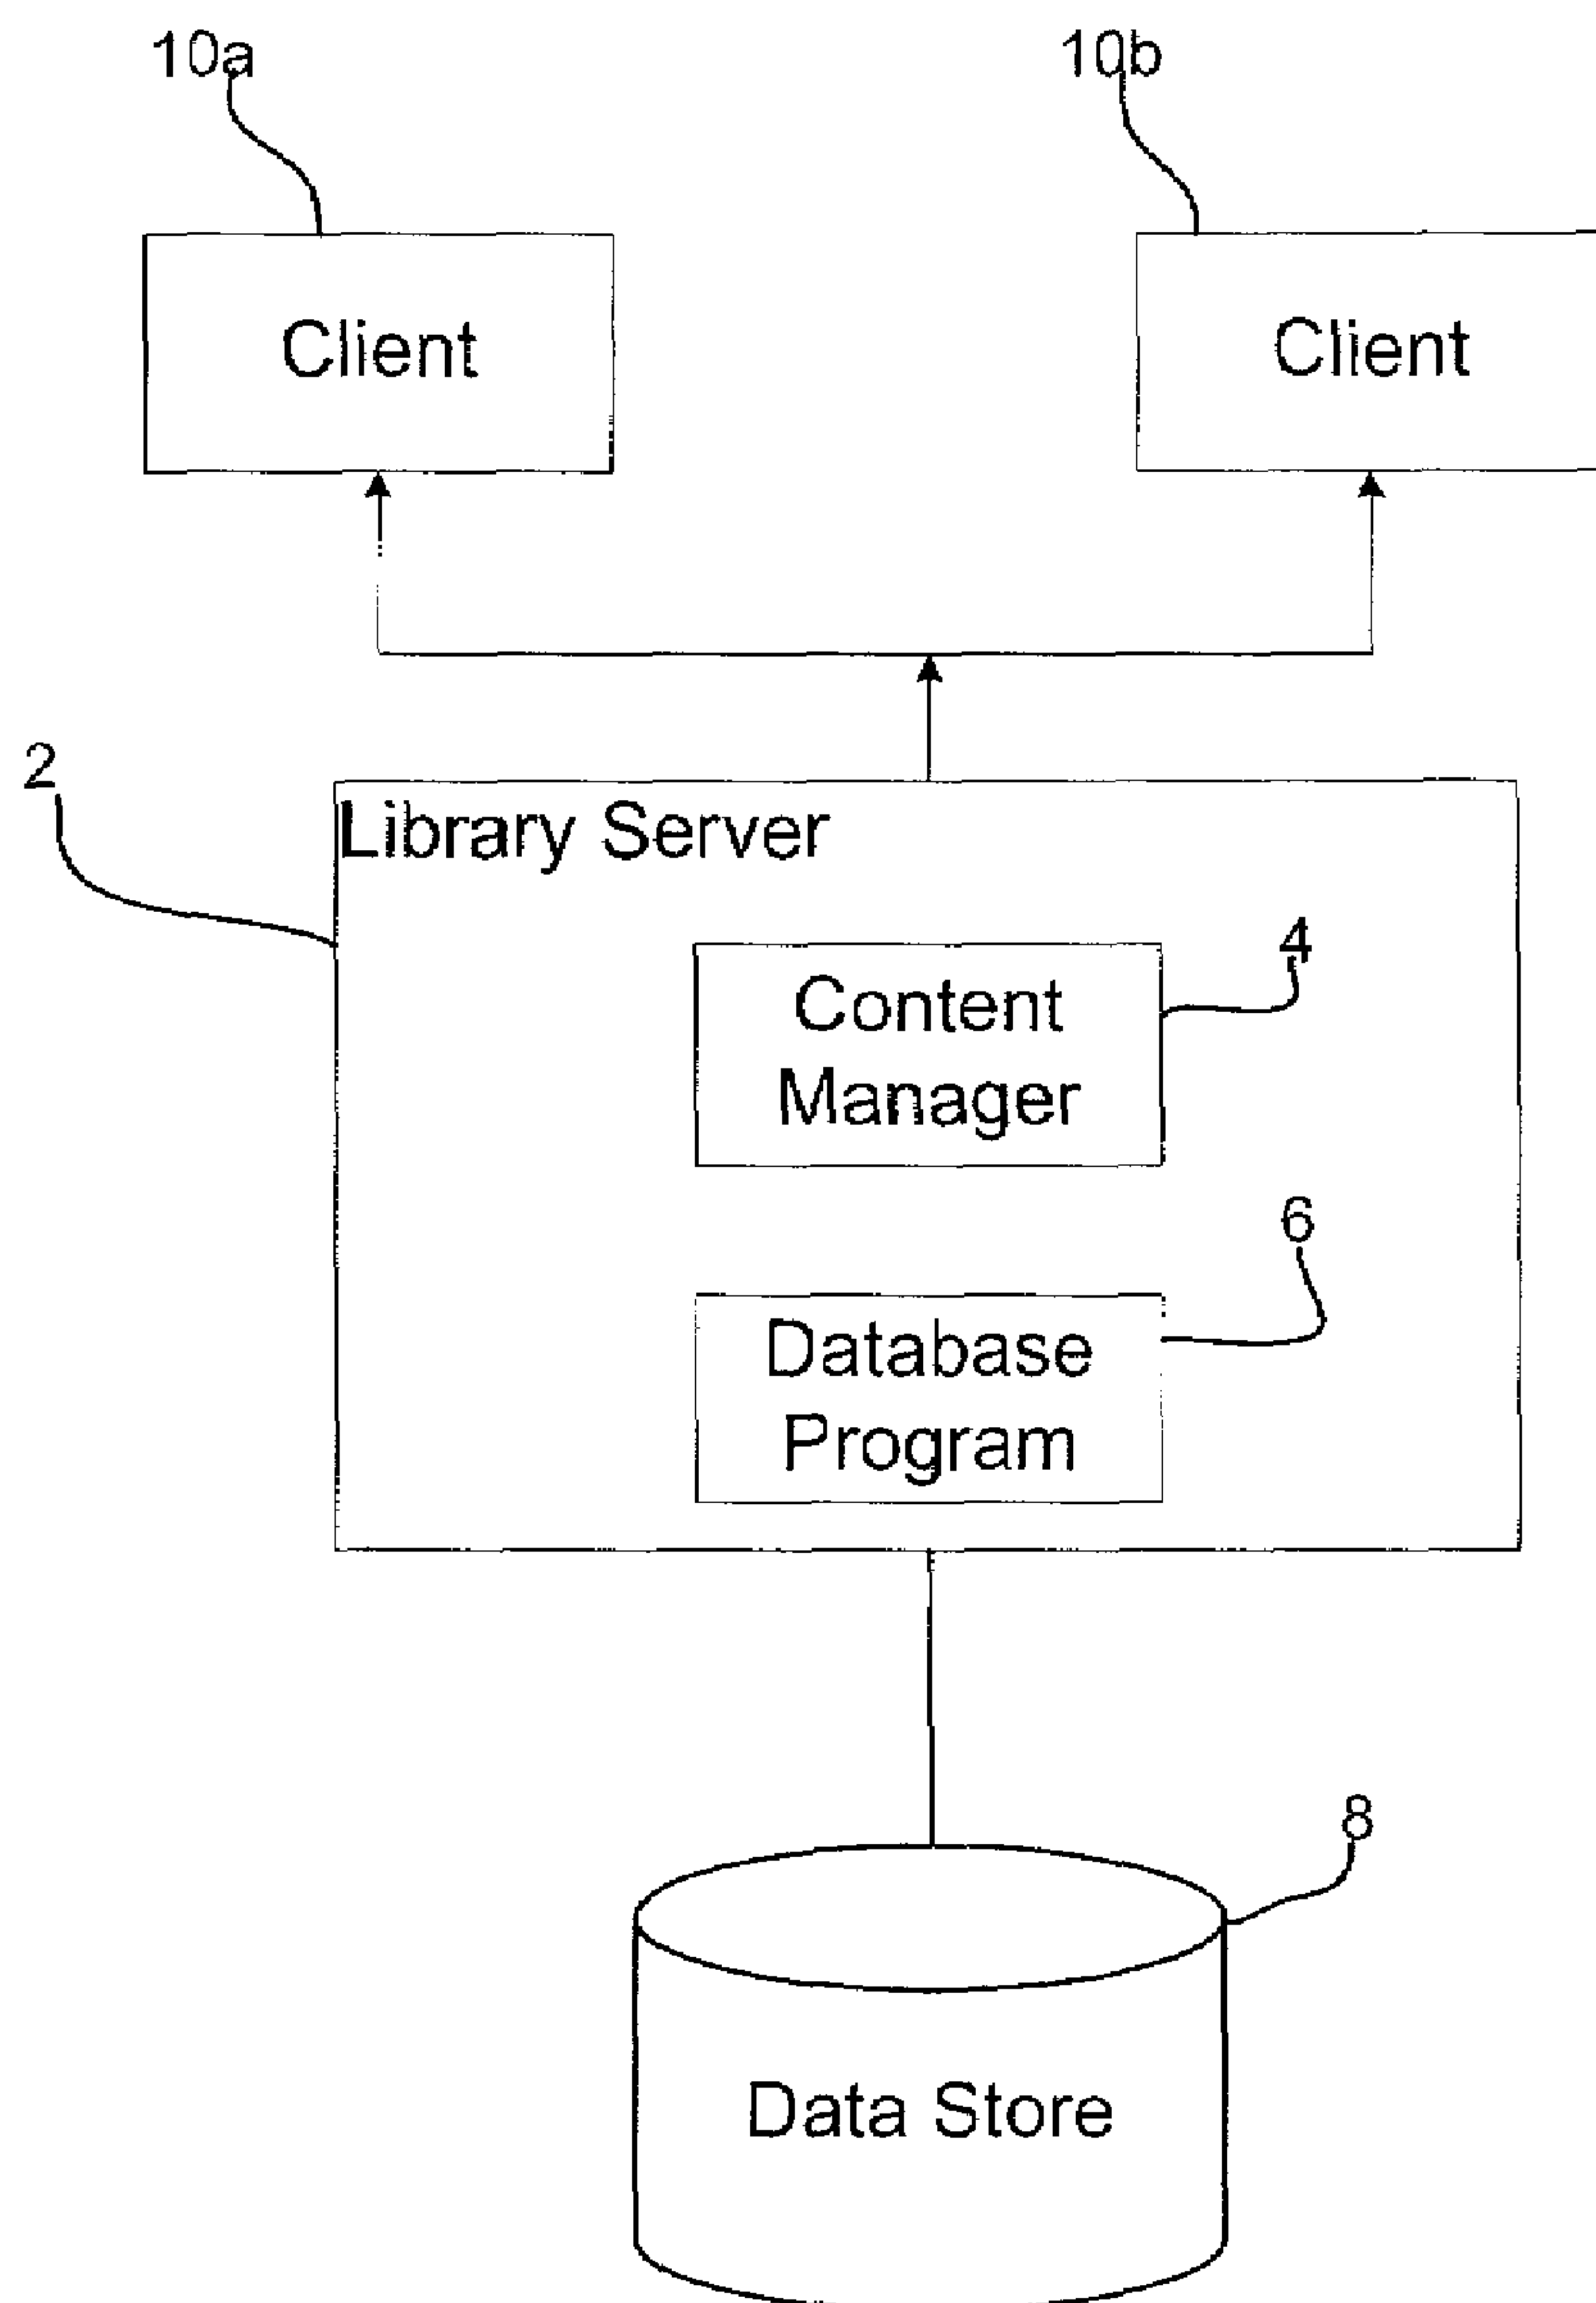 10a
10b
Client
Client
2
Library Server
4
Content
Manager
6
Database
Program
8
Data Store